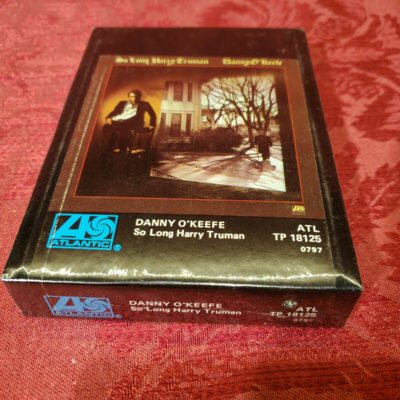 So Long Harry Truman Danny O'Keefe
ATLANTIC®
DANNY O'KEEFE
So Long Harry Truman
ATL
TP 18125
0797
ATLANTIC®
DANNY O'KEEFE
So Long Harry Truman
ATL
TP 18125
0797